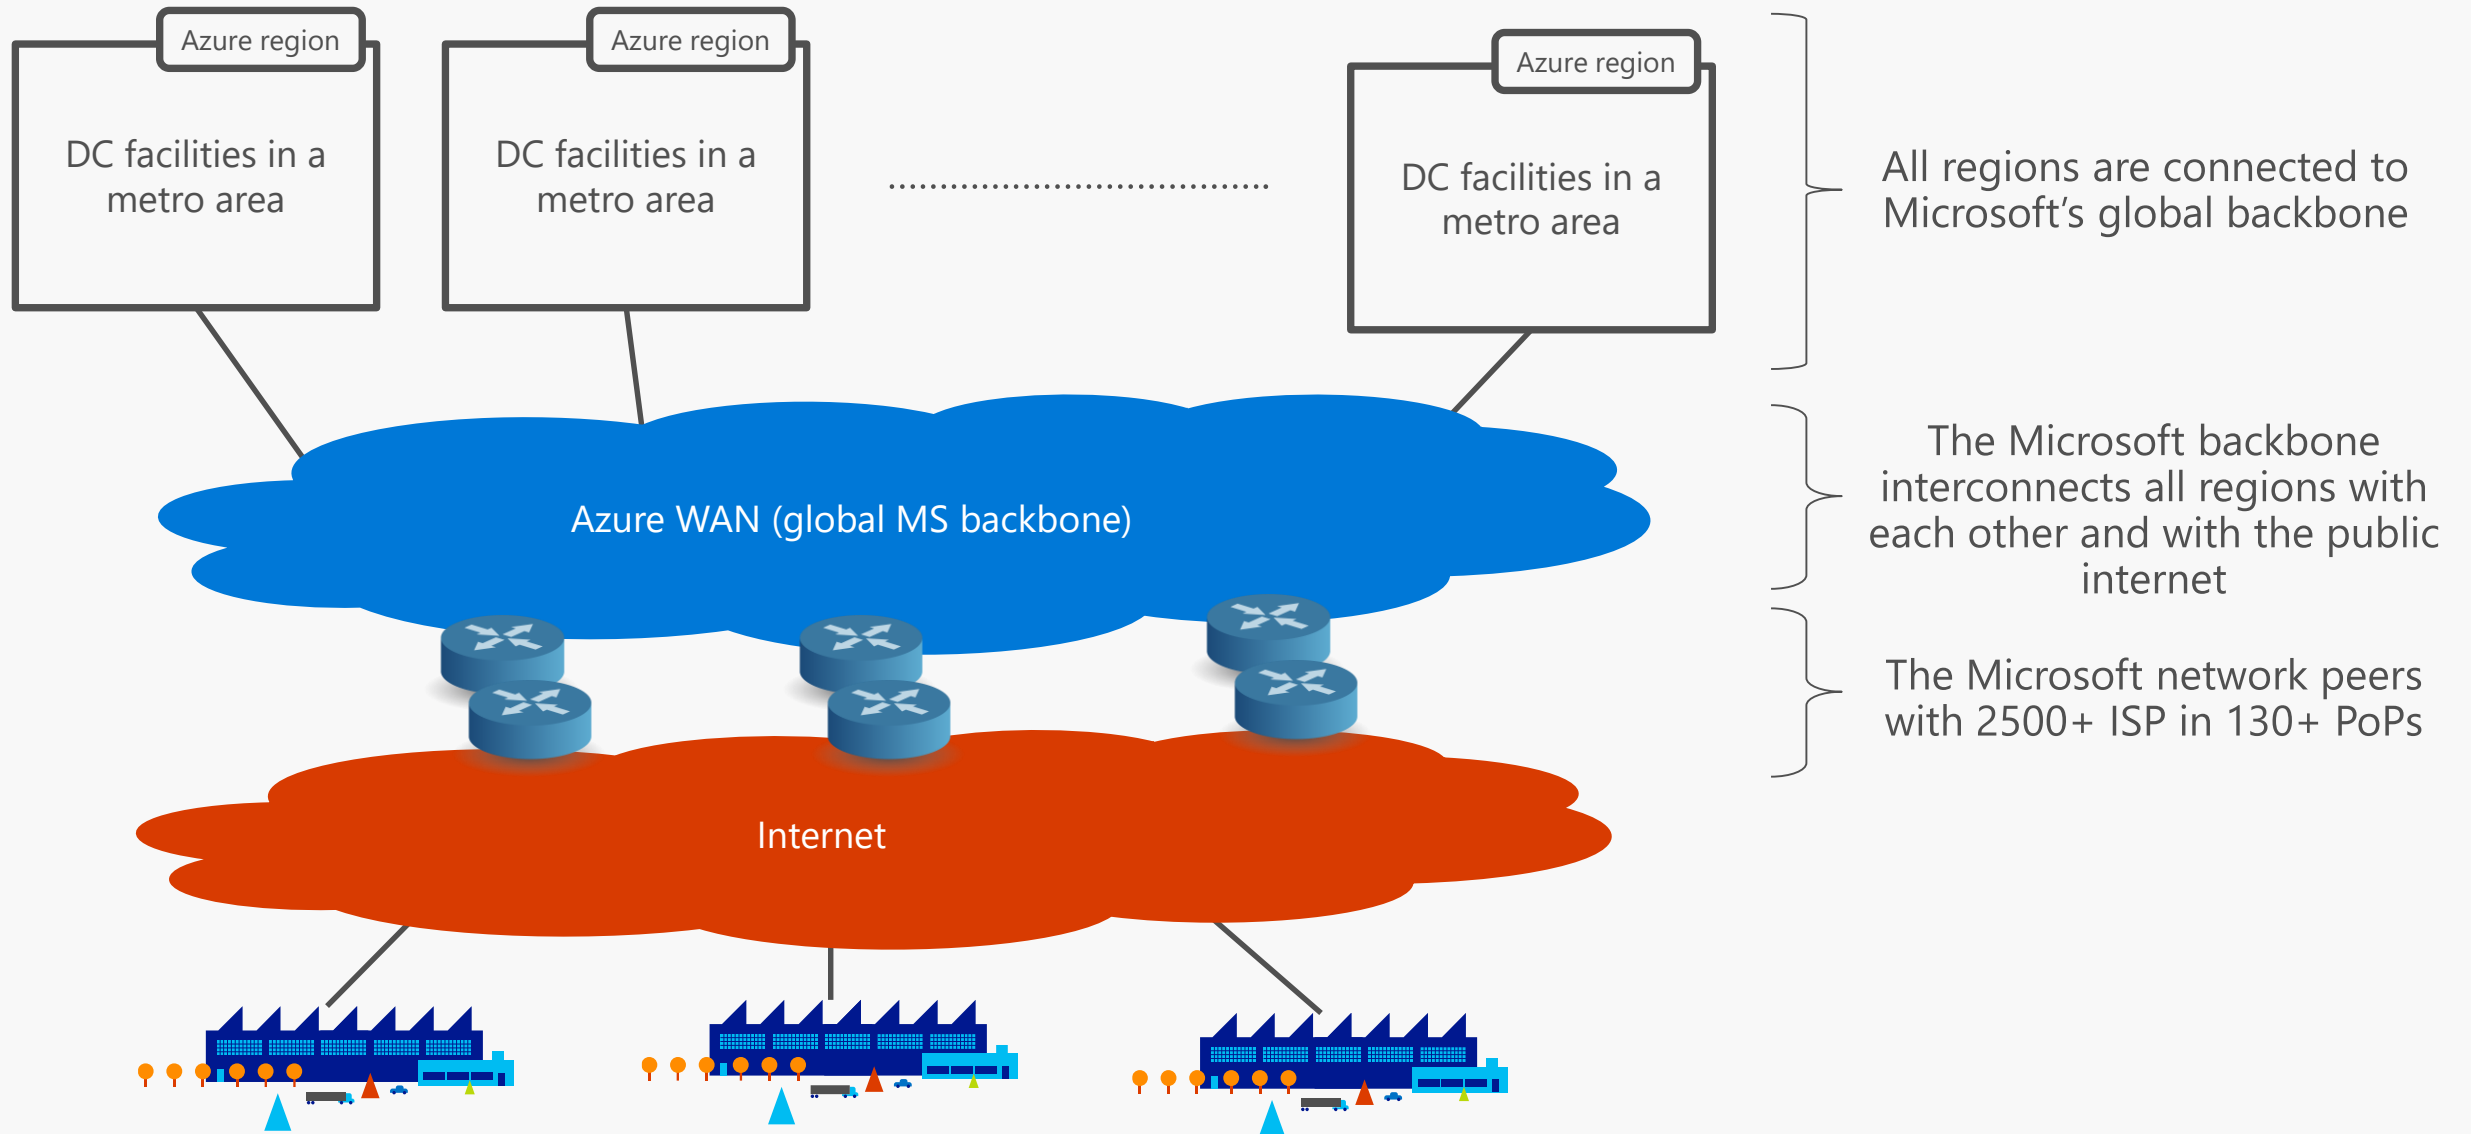 Azure region
DC facilities in a
metro area
Azure region
DC facilities in a
metro area
Azure region
DC facilities in a
metro area
All regions are connected to
Microsoft‘s global backbone
Azure WAN (global MS backbone)
The Microsoft backbone
interconnects all regions with
each other and with the public
internet
The Microsoft network peers
with 2500+ ISP in 130+ PoPs
Internet